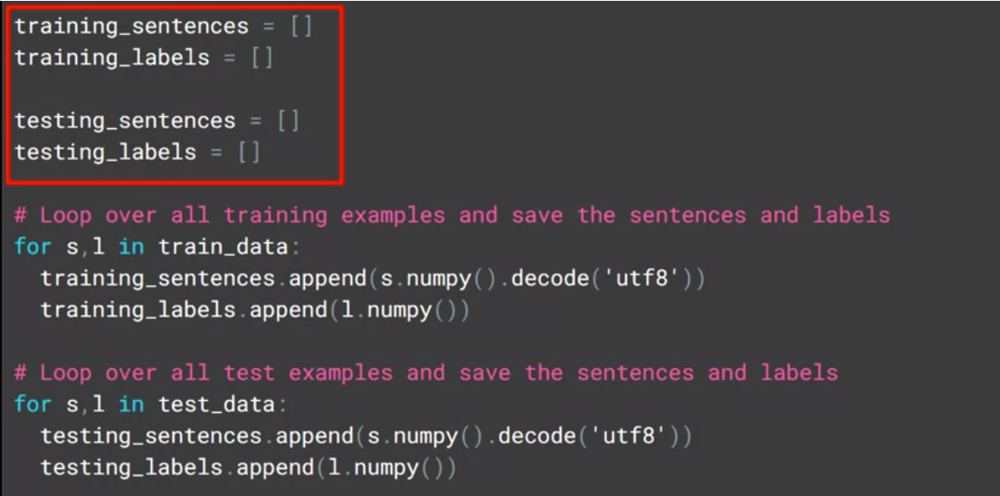 training_sentences = []
training_labels = []
testing_sentences = []
testing_labels = []
# Loop over all training examples and save the sentences and labels
for s,l in train_data:
  training_sentences.append(s.numpy().decode('utf8'))
  training_labels.append(l.numpy())
# Loop over all test examples and save the sentences and labels
for s,l in test_data:
  testing_sentences.append(s.numpy().decode('utf8'))
  testing_labels.append(l.numpy())